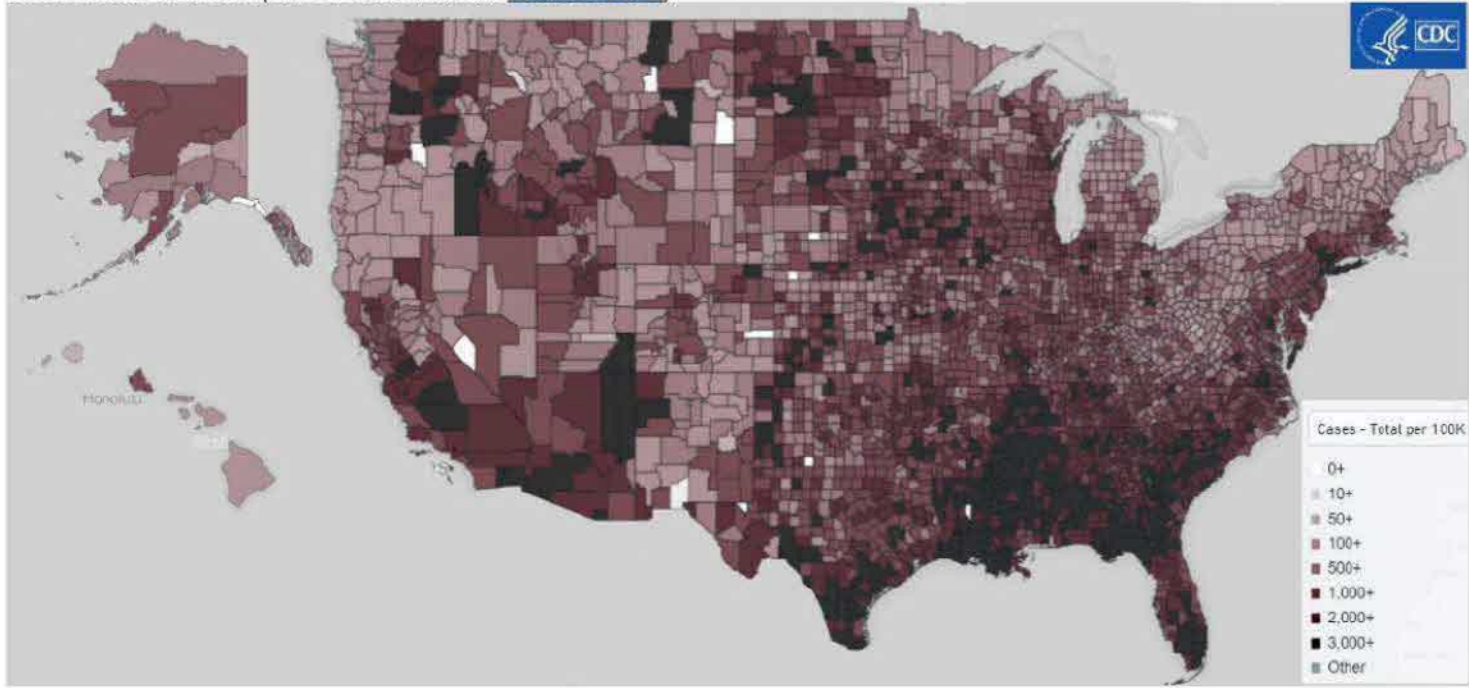 CDC
Honolulu
Cases - Total per 100K
0+
10+
50+
100+
500+
1,000+
2,000+
3,000+
Other